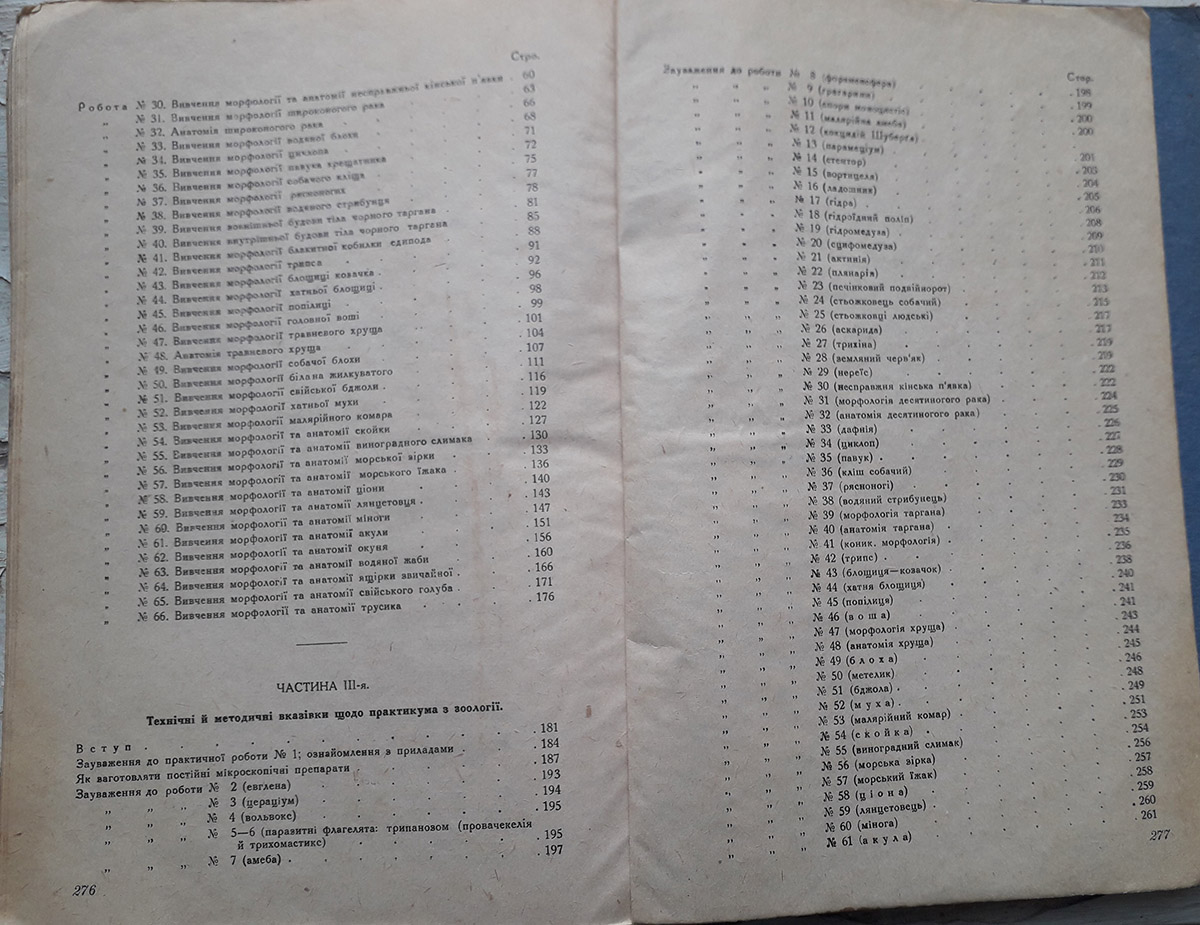 Стро.
Робота № 30. Вивчення морфології та анатомії несправжньої кінської п'явки . 60
„ № 31. Вивчення морфології широконогого рака 63
„ № 32. Анатомія широконогого рака 66
„ № 33. Вивчення морфології водяної блохи 68
„ № 34. Вивчення морфології циклопа 71
„ № 35. Вивчення морфології павука хрещатника 72
„ № 36. Вивчення морфології собачого кліща 75
„ № 37. Вивчення морфології рясноногих 77
„ № 38. Вивчення морфології водяного стрибунця 78
„ № 39. Вивчення зовнішньої будови тіла чорного таргана 81
„ № 40. Вивчення внутрішньої будови тіла чорного таргана 85
„ № 41. Вивчення морфології блакитної кобилки едипода 88
„ № 42. Вивчення морфології трипса 91
„ № 43. Вивчення морфології блощиці козачка . 92
„ № 44. Вивчення морфології хатньої блощиці . 96
„ № 45. Вивчення морфології попілиці 98
„ № 46. Вивчення морфології головної воші 99
„ № 47. Вивчення морфології травневого хруща 101
„ № 48. Анатомія травневого хруща 104
„ № 49. Вивчення морфології собачої блохи 107
„ № 50. Вивчення морфології білана жилкуватого 111
„ № 51. Вивчення морфології свійської бджоли . 116
„ № 52. Вивчення морфології хатньої мухи 119
„ № 53. Вивчення морфології малярійного комара 122
„ № 54. Вивчення морфології та анатомії скойки 127
„ № 55. Вивчення морфології та анатомії виноградного слимака 130
„ № 56. Вивчення морфології та анатомії морської зірки 133
„ № 57. Вивчення морфології та анатомії морського їжака . 136
„ № 58. Вивчення морфології та анатомії ціони 140
„ № 59. Вивчення морфології та анатомії лянцетовця . 143
„ № 60. Вивчення морфології та анатомії міноги 147
„ № 61. Вивчення морфології та анатомії акули 151
„ № 62. Вивчення морфології та анатомії окуня 156
„ № 63. Вивчення морфології та анатомії водяної жаби 160
„ № 64. Вивчення морфології та анатомії ящірки звичайної . 166
„ № 65. Вивчення морфології та анатомії свійського голуба . 171
„ № 66. Вивчення морфології та анатомії трусика 176
ЧАСТИНА III-я.
Технічні й методичні вказівки щодо практикума з зоології.
Вступ . 181
Зауваження до практичної роботи № 1; ознайомлення з приладами . 184
Якваготовляти постійні мікроскопічні препарати 187
Зауваження до роботи № 2 (евглена) 193
„ „ „ № 3 (цераціум) 194
„ „ „ № 4 (вольвокс) 195
„ „ „ № 5—6 (паразитні флагелята: трипанозом (провачекелія
й трихомастикс) 195
„ „ „ № 7 (амеба) . 197
276
Стор.
Зауваження до роботи № 8 (фораменефера) 198
„ „ „ № 9 (грегарини) 199
„ „ „ № 10 (спори моноцистіз) 200
„ „ „ № 11 (малярійна амеба) 200
„ „ „ № 12 (кокцидій Шуберга)
„ „ „ № 13 (парамеціум) 201
„ „ „ № 14 (стентор) 203
„ „ „ № 15 (вортицела) 204
„ „ „ № 16 (ладошния) 205
„ „ „ № 17 (гідра) 206
„ „ „ № 18 (гідроїдний поліп) 208
„ „ „ № 19 (гідромедуза) 209
„ „ „ № 20 (сцифомедуза) 210
„ „ „ № 21 (актинія) 211
„ „ „ № 22 (плянарія) 212
„ „ „ № 23 (печінковий подвійнорот) 213
„ „ „ № 24 (стьожковець собачий) 215
„ „ „ № 25 (стьожковці людські) 217
„ „ „ № 26 (аскарида) 217
„ „ „ № 27 (трихіна) 219
„ „ „ № 28 (земляний черв'як) 219
„ „ „ № 29 (нереїс) 222
„ „ „ № 30 (несправжня кінська п'явка) 222
„ „ „ № 31 (морфологія десятиногого рака) 224
„ „ „ № 32 (анатомія десятиногого рака) 225
„ „ „ № 33 (дафнія) 226
„ „ „ № 34 (циклоп) 227
„ „ „ № 35 (павук) . 228
„ „ „ № 36 (кліщ собачий) 229
„ „ „ № 37 (рясноногі) 230
„ „ „ № 38 (водяний стрибунець) 231
„ „ „ № 39 (морфологія таргана) 233
„ „ „ № 40 (анатомія таргана) 234
„ „ „ № 41 (коник. морфологія) . 235
„ „ „ № 42 (трипс) . 236
„ „ „ № 43 (блощиця—козачок) 238
„ „ „ № 44 (хатня блощиця) 240
„ „ „ № 45 (попілиця) 241
„ „ „ № 46 (воша) 241
„ „ „ № 47 (морфологія хруща) 243
„ „ „ № 48 (анатомія хруща) 244
„ „ „ № 49 (блоха) 245
„ „ „ № 50 (метелик) 246
„ „ „ № 51 (бджола) . 248
„ „ „ № 52 (муха) . 249
„ „ „ № 53 (малярійний комар) 251
„ „ „ № 54 (скойка) 253
„ „ „ № 55 (виноградний слимак) 254
„ „ „ № 56 (морська зірка) 256
„ „ „ № 57 (морський їжак) 257
„ „ „ № 58 (ціона) 258
„ „ „ № 59 (лянцетовець) 259
„ „ „ № 60 (мінога) 260
„ „ „ № 61 (акула) 261
277